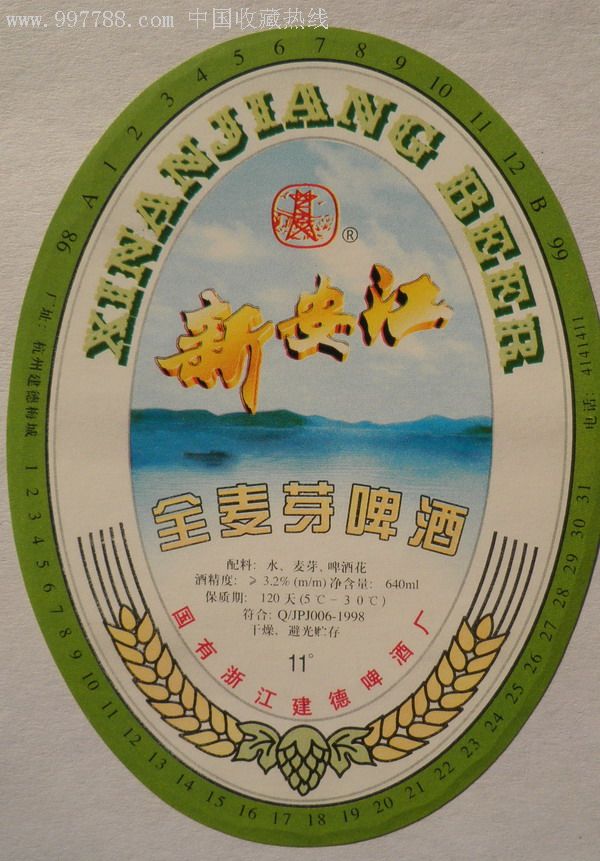 www.997788.com 中国收藏热线
98 A 1 2 3 4 5 6 7 8 9 10 11 12 B 99
XINANJIANG BEER
®
新安江
全麦芽啤酒
配料: 水、麦芽、啤酒花
酒精度: ≥ 3.2% (m/m) 净含量: 640ml
保质期: 120 天 (5℃-30℃)
符合: Q/JPJ006-1998
干燥、避光贮存
11°
国有浙江建德啤酒厂
厂址: 杭州建德梅城
电话: 4141411
1 2 3 4 5 6 7 8 9 10 11 12 13 14 15 16 17 18 19 20 21 22 23 24 25 26 27 28 29 30 31